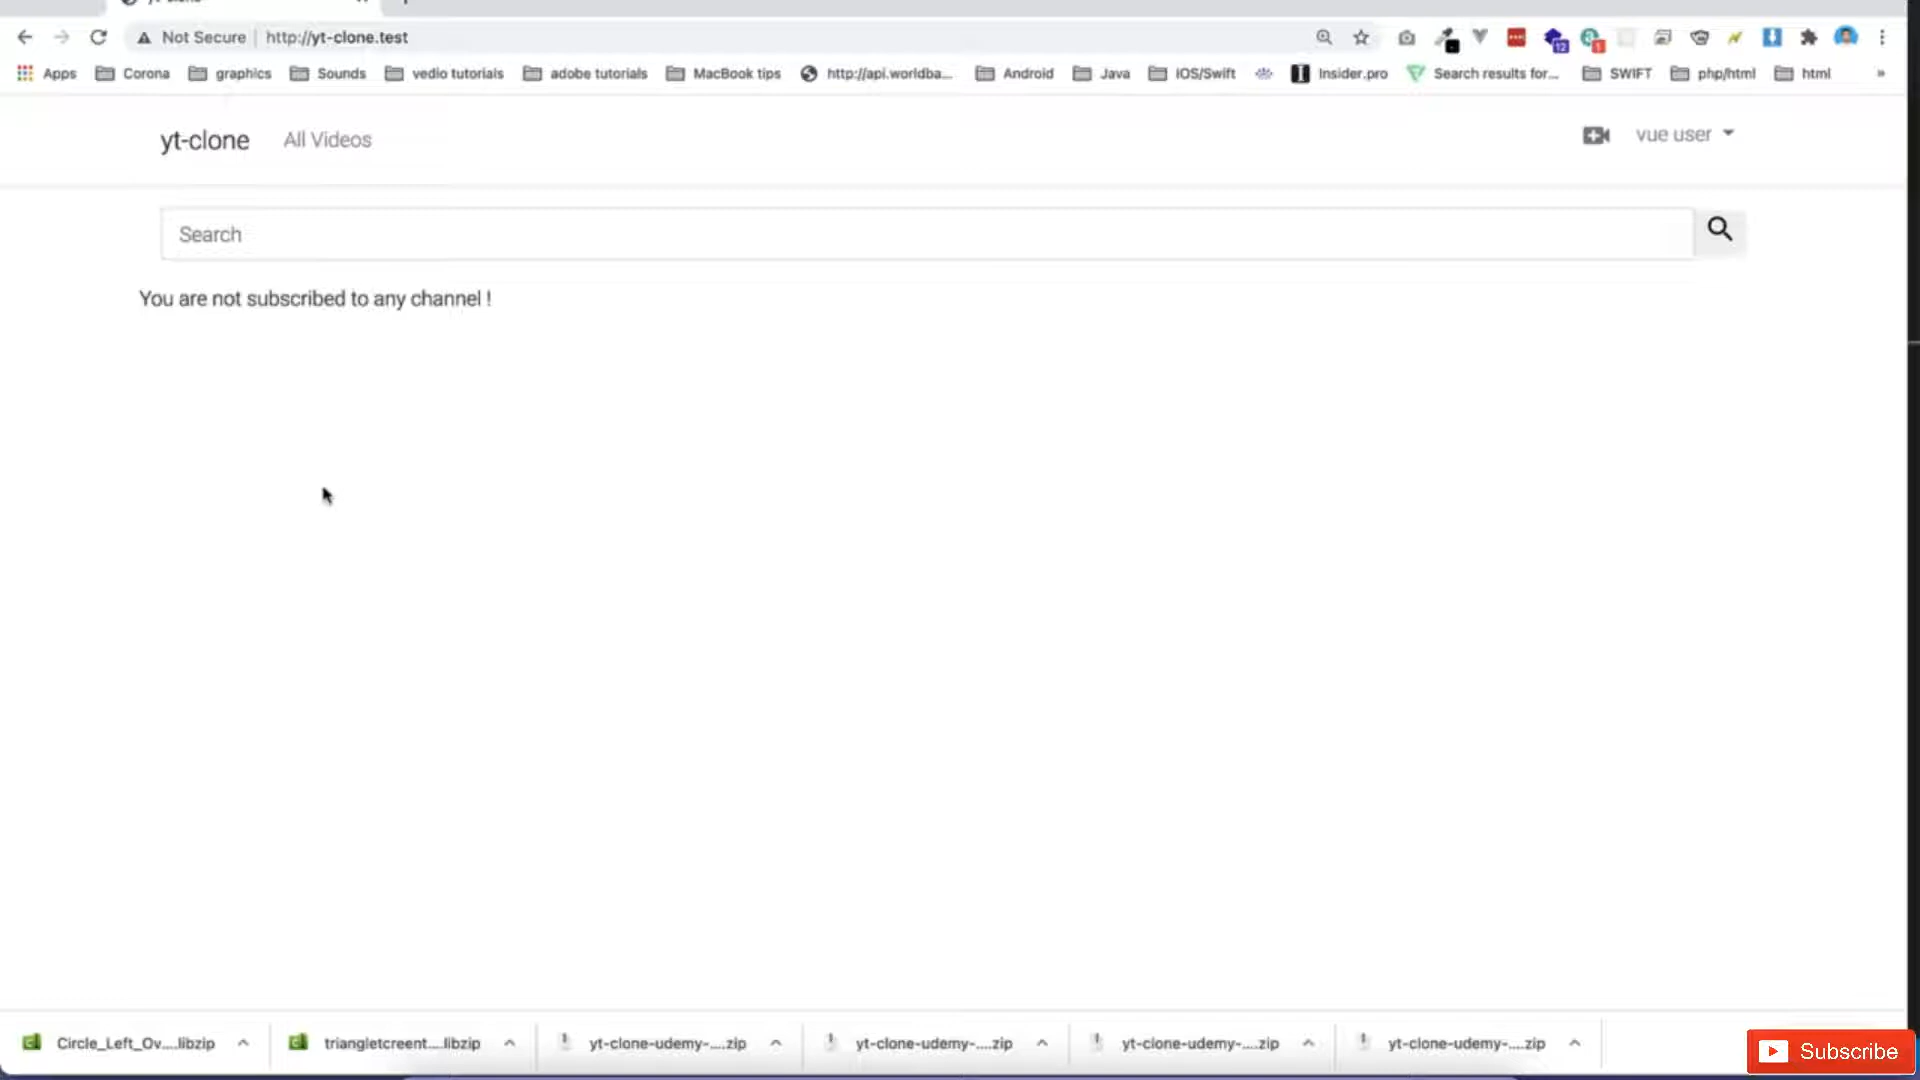 Not Secure | http://yt-clone.test
12
1
Apps Corona graphics Sounds vedio tutorials adobe tutorials MacBook tips http://api.worldba... Android Java IOS/Swift Insider.pro Search results for... SWIFT php/html html »
yt-clone All Videos vue user
Search
You are not subscribed to any channel !
Circle_Left_Ov....libzip triangletcreent....libzip yt-clone-udemy-....zip yt-clone-udemy-....zip yt-clone-udemy-....zip yt-clone-udemy-....zip
Subscribe